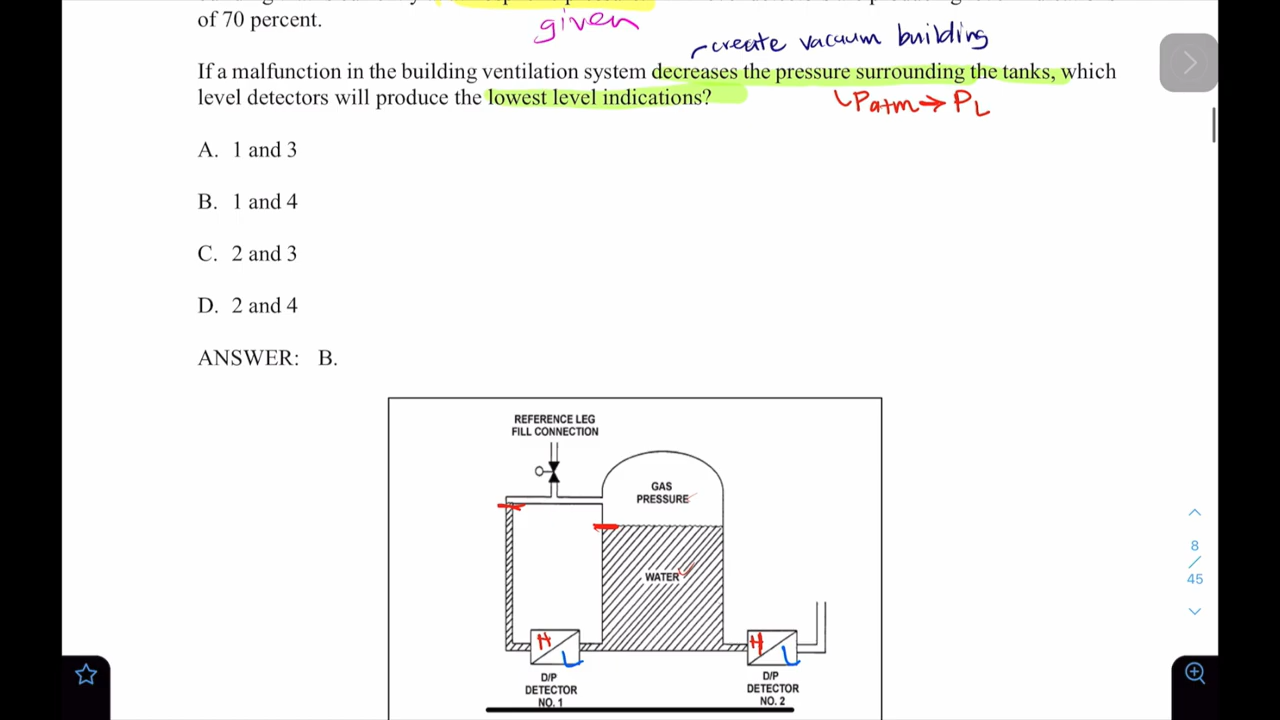 of 70 percent.
given
create vacuum building
If a malfunction in the building ventilation system decreases the pressure surrounding the tanks, which
level detectors will produce the lowest level indications?
Patm → PL
A. 1 and 3
B. 1 and 4
C. 2 and 3
D. 2 and 4
ANSWER: B.
REFERENCE LEG
FILL CONNECTION
GAS
PRESSURE
WATER
H
L
H
L
D/P
DETECTOR
NO. 1
D/P
DETECTOR
NO. 2
8
/
45